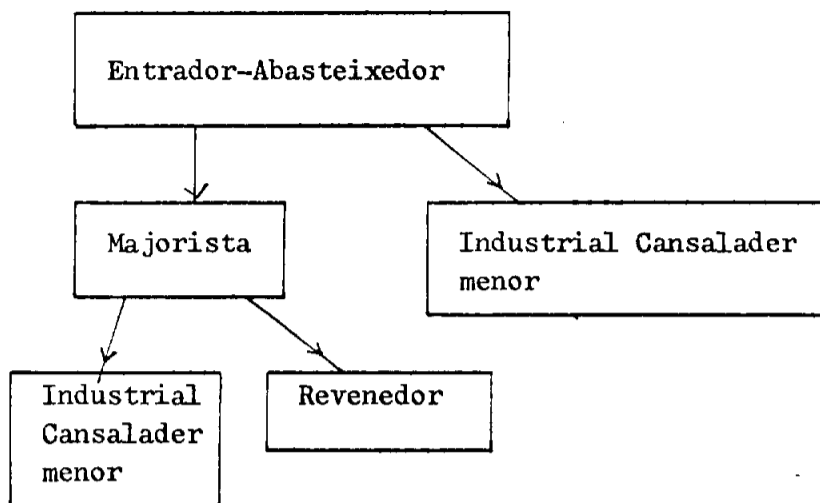 Entrador-Abasteixedor
Majorista
Industrial Cansalader
menor
Industrial
Cansalader
menor
Revenedor